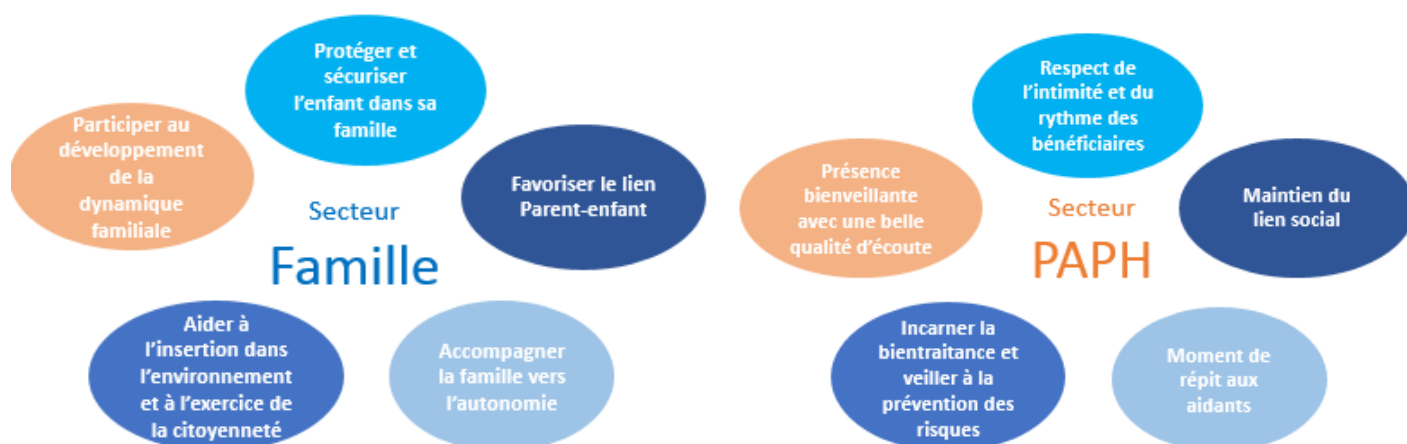 Protéger et
sécuriser
l'enfant dans sa
famille
Participer au
développement
de la
dynamique
familiale
Favoriser le lien
Parent-enfant
Secteur
Famille
Aider à
l'insertion dans
l'environnement
et à l'exercice de
la citoyenneté
Accompagner
la famille vers
l'autonomie
Respect de
l'intimité et du
rythme des
bénéficiaires
Présence
bienveillante
avec une belle
qualité d'écoute
Maintien du
lien social
Secteur
PAPH
Incarner la
bientraitance et
veiller à la
prévention des
risques
Moment de
répit aux
aidants